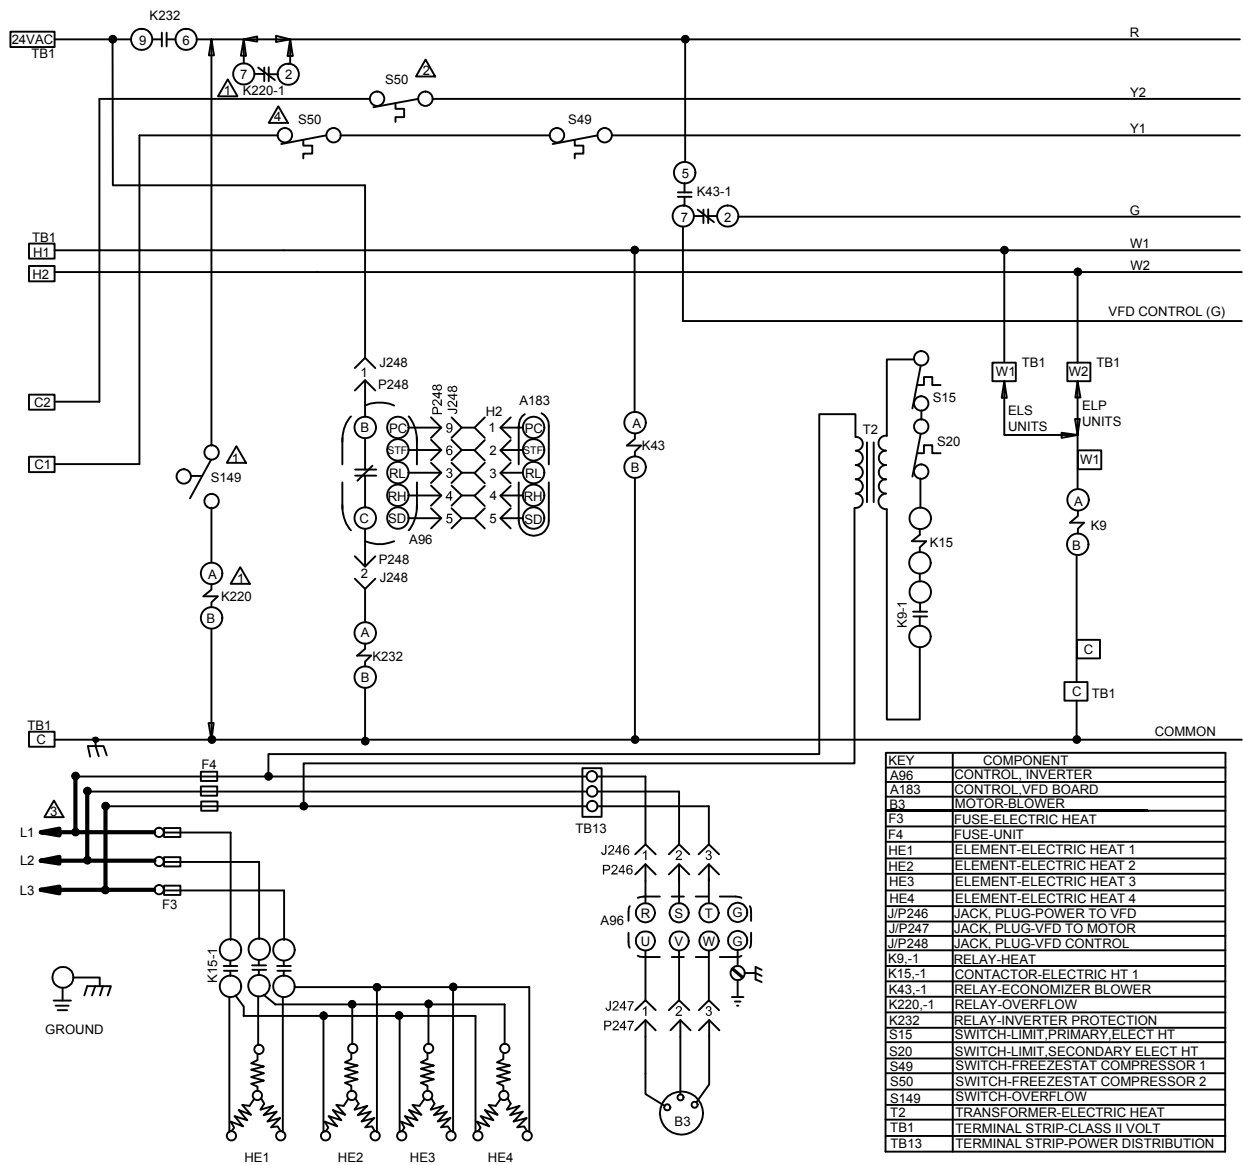 K232
24VAC
TB1
9
6
R
7
2
1
K220-1
S50
2
Y2
4
S50
S49
Y1
5
K43-1
7
2
G
TB1
H1
W1
H2
W2
VFD CONTROL (G)
J248
1
P248
W1
TB1
W2
TB1
C2
P248
J248
H2
A183
S15
ELS
UNITS
ELP
UNITS
B
PC
9
1
PC
A
T2
S20
STF
6
2
STF
K43
C1
1
S149
RL
3
3
RL
B
W1
RH
4
4
RH
A
C
SD
5
5
SD
K9
A96
K15
B
P248
2
J248
A
1
K220
B
K9-1
A
K232
B
C
C
TB1
TB1
C
COMMON
F4
3
L1
TB13
L2
L3
F3
J246
1
2
3
P246
A96
R
S
T
G
U
V
W
G
K15-1
GROUND
J247
1
2
3
P247
B3
HE1
HE2
HE3
HE4
KEY COMPONENT
A96 CONTROL, INVERTER
A183 CONTROL,VFD BOARD
B3 MOTOR-BLOWER
F3 FUSE-ELECTRIC HEAT
F4 FUSE-UNIT
HE1 ELEMENT-ELECTRIC HEAT 1
HE2 ELEMENT-ELECTRIC HEAT 2
HE3 ELEMENT-ELECTRIC HEAT 3
HE4 ELEMENT-ELECTRIC HEAT 4
J/P246 JACK, PLUG-POWER TO VFD
J/P247 JACK, PLUG-VFD TO MOTOR
J/P248 JACK, PLUG-VFD CONTROL
K9,-1 RELAY-HEAT
K15,-1 CONTACTOR-ELECTRIC HT 1
K43,-1 RELAY-ECONOMIZER BLOWER
K220,-1 RELAY-OVERFLOW
K232 RELAY-INVERTER PROTECTION
S15 SWITCH-LIMIT,PRIMARY,ELECT HT
S20 SWITCH-LIMIT,SECONDARY ELECT HT
S49 SWITCH-FREEZESTAT COMPRESSOR 1
S50 SWITCH-FREEZESTAT COMPRESSOR 2
S149 SWITCH-OVERFLOW
T2 TRANSFORMER-ELECTRIC HEAT
TB1 TERMINAL STRIP-CLASS II VOLT
TB13 TERMINAL STRIP-POWER DISTRIBUTION